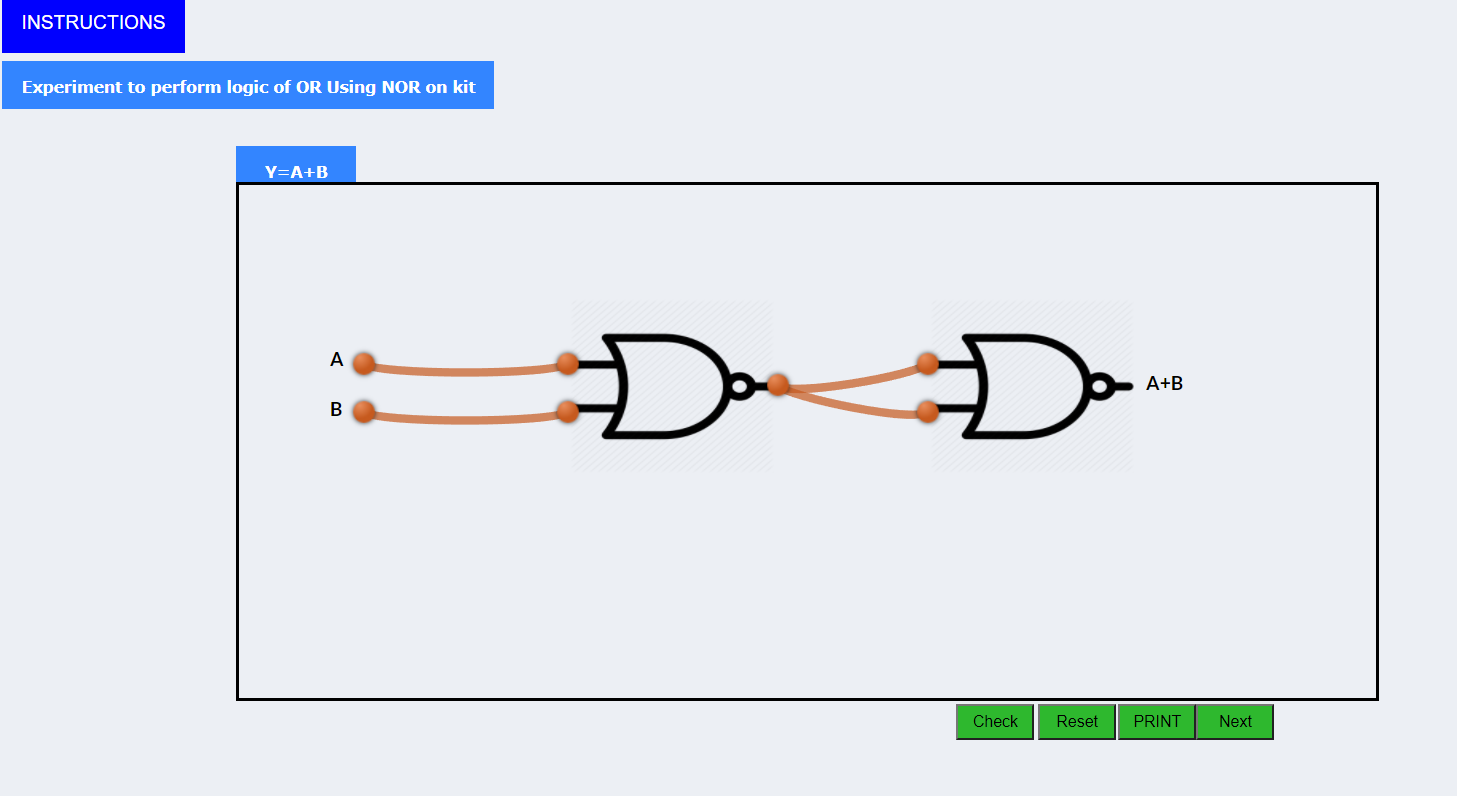 INSTRUCTIONS
Experiment to perform logic of OR Using NOR on kit
Y=A+B
A
B
A+B
Check Reset PRINT Next